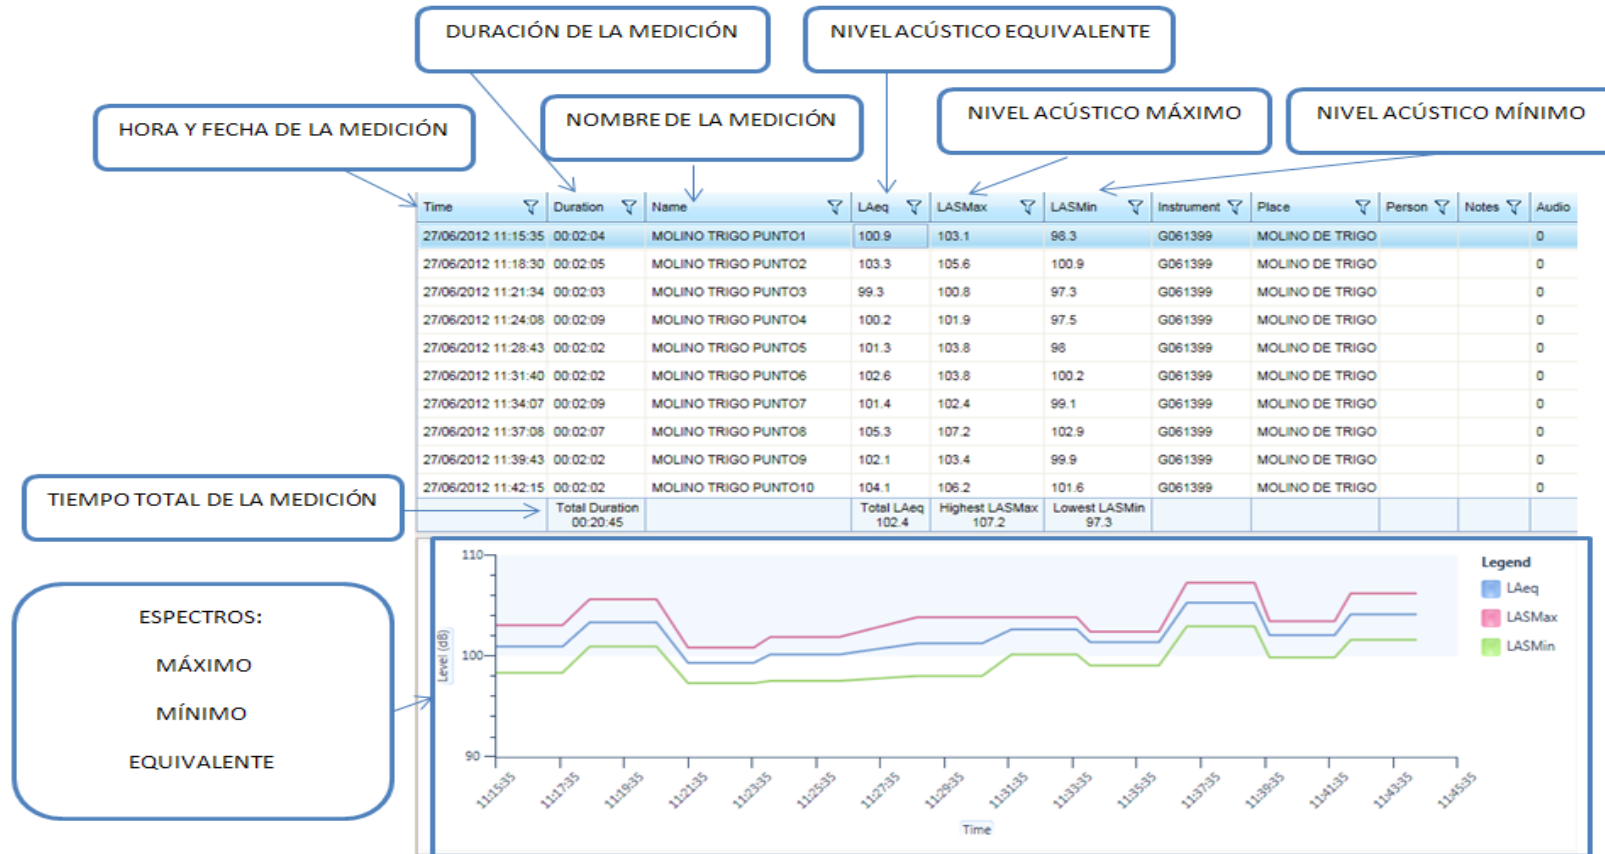 DURACIÓN DE LA MEDICIÓN
NIVEL ACÚSTICO EQUIVALENTE
HORA Y FECHA DE LA MEDICIÓN
NOMBRE DE LA MEDICIÓN
NIVEL ACÚSTICO MÁXIMO
NIVEL ACÚSTICO MÍNIMO
Time Duration Name LAeq LASMax LASMin Instrument Place Person Notes Audio
27/06/2012 11:15:35 00:02:04 MOLINO TRIGO PUNTO1 100.9 103.1 98.3 G061399 MOLINO DE TRIGO 0
27/06/2012 11:18:30 00:02:05 MOLINO TRIGO PUNTO2 103.3 105.6 100.9 G061399 MOLINO DE TRIGO 0
27/06/2012 11:21:34 00:02:03 MOLINO TRIGO PUNTO3 99.3 100.8 97.3 G061399 MOLINO DE TRIGO 0
27/06/2012 11:24:08 00:02:09 MOLINO TRIGO PUNTO4 100.2 101.9 97.5 G061399 MOLINO DE TRIGO 0
27/06/2012 11:28:43 00:02:02 MOLINO TRIGO PUNTO5 101.3 103.8 98 G061399 MOLINO DE TRIGO 0
27/06/2012 11:31:40 00:02:02 MOLINO TRIGO PUNTO6 102.6 103.8 100.2 G061399 MOLINO DE TRIGO 0
27/06/2012 11:34:07 00:02:09 MOLINO TRIGO PUNTO7 101.4 102.4 99.1 G061399 MOLINO DE TRIGO 0
27/06/2012 11:37:08 00:02:07 MOLINO TRIGO PUNTO8 105.3 107.2 102.9 G061399 MOLINO DE TRIGO 0
27/06/2012 11:39:43 00:02:02 MOLINO TRIGO PUNTO9 102.1 103.4 99.9 G061399 MOLINO DE TRIGO 0
27/06/2012 11:42:15 00:02:02 MOLINO TRIGO PUNTO10 104.1 106.2 101.6 G061399 MOLINO DE TRIGO 0
TIEMPO TOTAL DE LA MEDICIÓN
Total Duration Total LAeq Highest LASMax Lowest LASMin
00:20:45 102.4 107.2 97.3
ESPECTROS:
MÁXIMO
MÍNIMO
EQUIVALENTE
110
100
90
Level (dB)
Legend
LAeq
LASMax
LASMin
11:15:35 11:17:35 11:19:35 11:21:35 11:23:35 11:25:35 11:27:35 11:29:35 11:31:35 11:33:35 11:35:35 11:37:35 11:39:35 11:41:35 11:43:35 11:45:35
Time